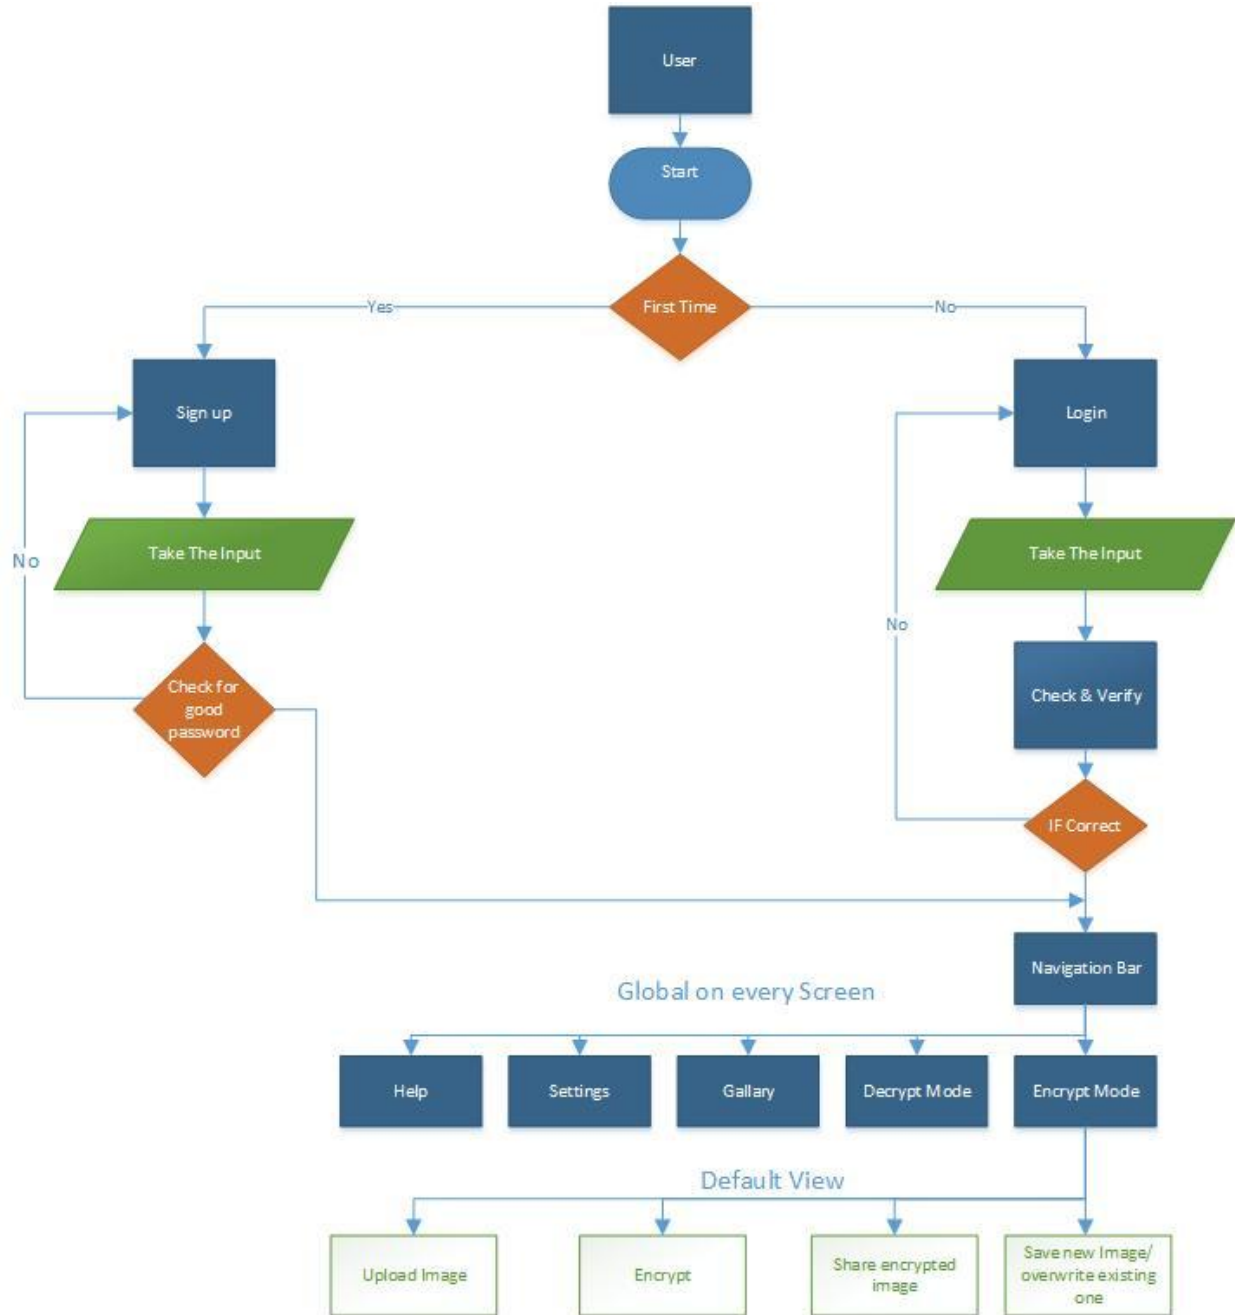 User
Start
First Time
Yes
No
Sign up
Login
Take The Input
Take The Input
No
No
Check for
good
password
Check & Verify
IF Correct
Navigation Bar
Global on every Screen
Help
Settings
Gallary
Decrypt Mode
Encrypt Mode
Default View
Upload Image
Encrypt
Share encrypted
image
Save new Image/
overwrite existing
one